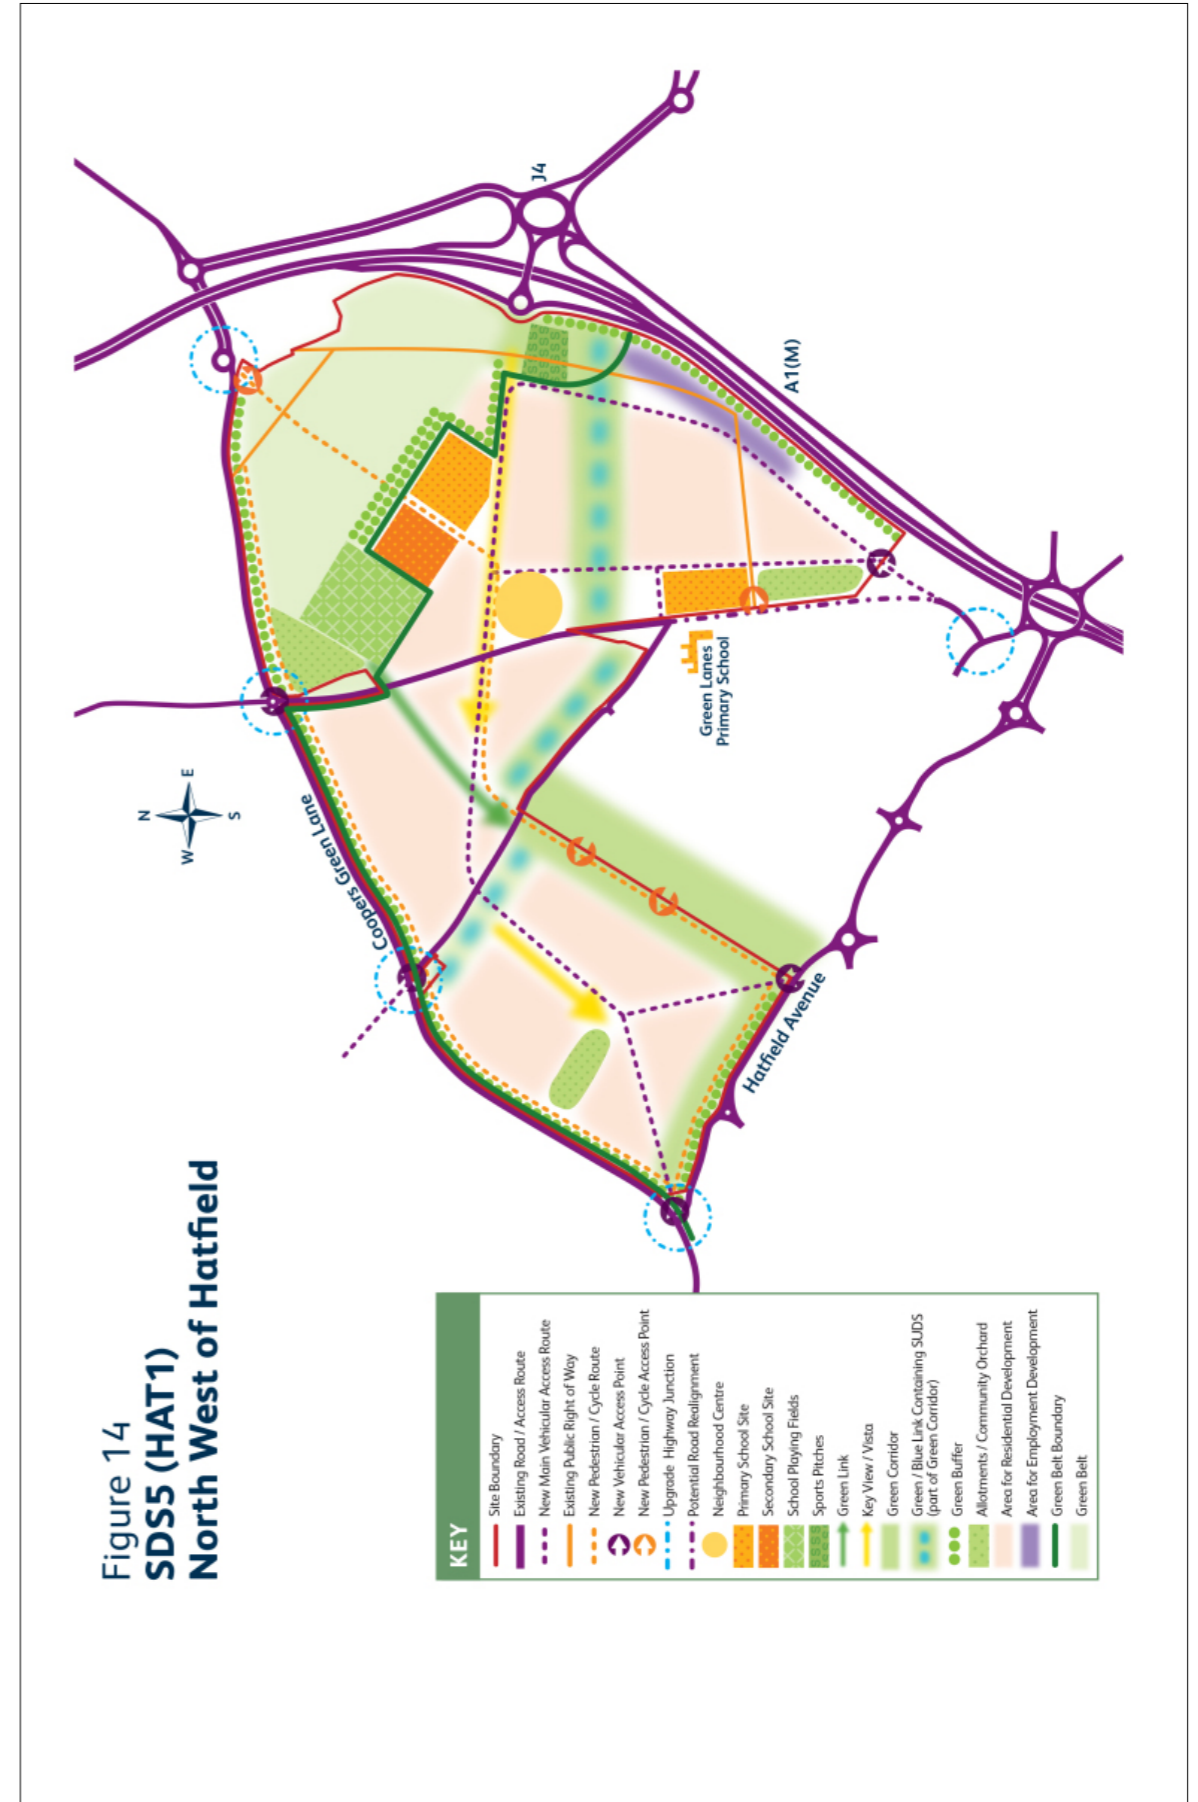 Figure 14
SDS5 (HAT1)
North West of Hatfield
KEY
Site Boundary
Existing Road / Access Route
New Main Vehicular Access Route
Existing Public Right of Way
New Pedestrian / Cycle Route
New Vehicular Access Point
New Pedestrian / Cycle Access Point
Upgrade Highway Junction
Potential Road Realignment
Neighbourhood Centre
Primary School Site
Secondary School Site
School Playing Fields
Sports Pitches
Green Link
Key View / Vista
Green Corridor
Green / Blue Link Containing SUDS
(part of Green Corridor)
Green Buffer
Allotments / Community Orchard
Area for Residential Development
Area for Employment Development
Green Belt Boundary
Green Belt
N
E
S
W
Coopers Green Lane
Hatfield Avenue
Green Lanes
Primary School
J4
A1(M)